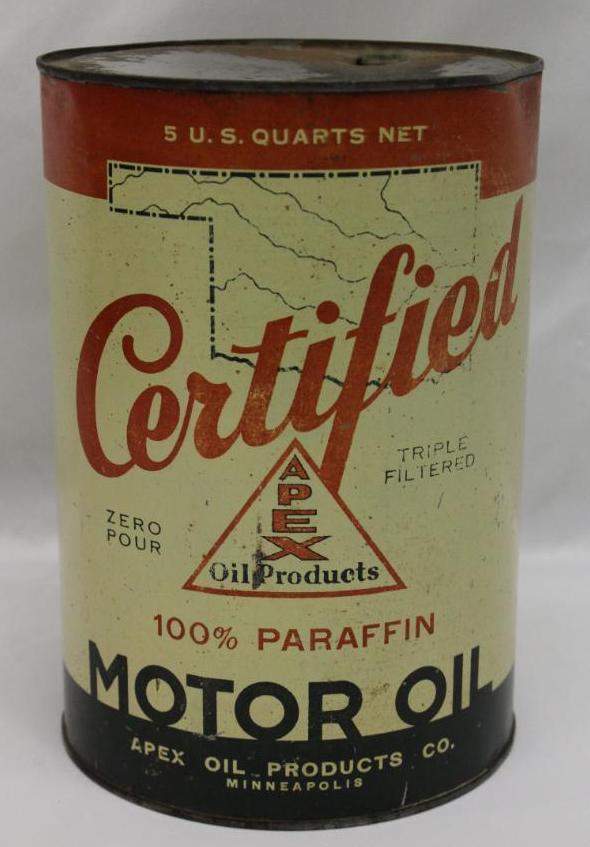 5 U.S. QUARTS NET
Certified
TRIPLE
FILTERED
ZERO
POUR
APEX
Oil Products
100% PARAFFIN
MOTOR OIL
APEX OIL PRODUCTS CO.
MINNEAPOLIS